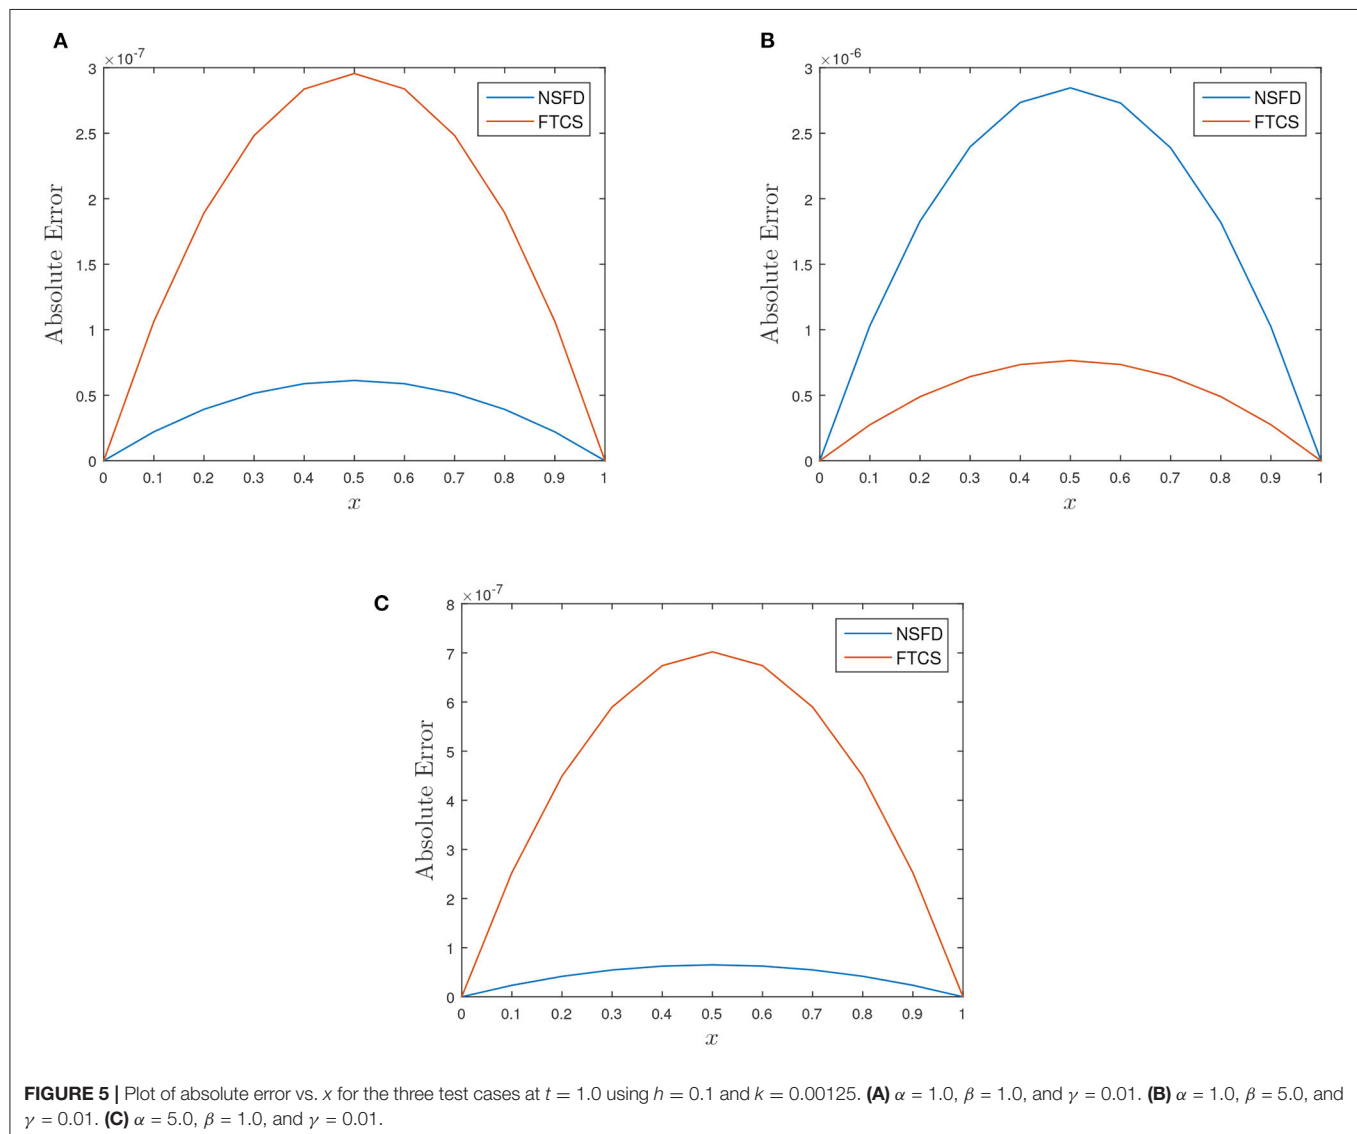 A
×10⁻⁷
3
2.5
2
1.5
1
0.5
0
0 0.1 0.2 0.3 0.4 0.5 0.6 0.7 0.8 0.9 1
x
Absolute Error
NSFD
FTCS
B
×10⁻⁶
3
2.5
2
1.5
1
0.5
0
0 0.1 0.2 0.3 0.4 0.5 0.6 0.7 0.8 0.9 1
x
Absolute Error
NSFD
FTCS
C
×10⁻⁷
8
7
6
5
4
3
2
1
0
0 0.1 0.2 0.3 0.4 0.5 0.6 0.7 0.8 0.9 1
x
Absolute Error
NSFD
FTCS
FIGURE 5 | Plot of absolute error vs. x for the three test cases at t = 1.0 using h = 0.1 and k = 0.00125. (A) α = 1.0, β = 1.0, and γ = 0.01. (B) α = 1.0, β = 5.0, and
γ = 0.01. (C) α = 5.0, β = 1.0, and γ = 0.01.